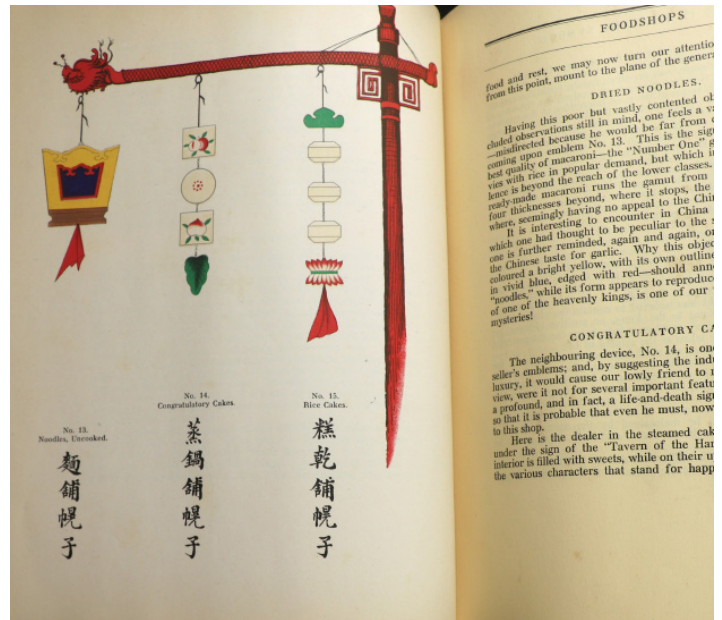 No. 13.
Noodles, Uncooked.
麵舖幌子
No. 14.
Congratulatory Cakes.
蒸鍋舖幌子
No. 15.
Rice Cakes.
糕乾舖幌子
FOODSHOPS
food and rest, we may now turn our attentio
from this point, mount to the plane of the genera
DRIED NOODLES.
Having this poor but vastly contented ob
cluded observations still in mind, one feels a va
—misdirected because he would be far from
coming upon emblem No. 13. This is the sign
best quality of macaroni—the "Number One" g
vies with rice in popular demand, but which i
lence is beyond the reach of the lower classes.
ready-made macaroni runs the gamut from
four thicknesses beyond, where it stops, the
where, seemingly having no appeal to the Chin
It is interesting to encounter in China
which one had thought to be peculiar to the s
one is further reminded, again and again, o
the Chinese taste for garlic. Why this objec
coloured a bright yellow, with its own outline
in vivid blue, edged with red—should ann
"noodles," while its form appears to reproduc
of one of the heavenly kings, is one of our
mysteries!
CONGRATULATORY CA
The neighbouring device, No. 14, is on
seller's emblems; and, by suggesting the indu
luxury, it would cause our lowly friend to r
view, were it not for several important featu
a profound, and in fact, a life-and-death sign
so that it is probable that even he must, now
to this shop.
Here is the dealer in the steamed cak
under the sign of the "Tavern of the Har
interior is filled with sweets, while on their u
the various characters that stand for happ